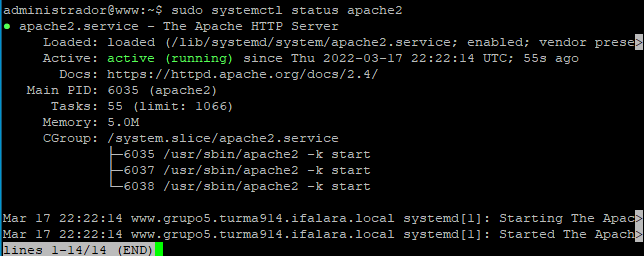 administrador@www:~$ sudo systemctl status apache2
● apache2.service - The Apache HTTP Server
Loaded: loaded (/lib/systemd/system/apache2.service; enabled; vendor prese>
Active: active (running) since Thu 2022-03-17 22:22:14 UTC; 55s ago
Docs: https://httpd.apache.org/docs/2.4/
Main PID: 6035 (apache2)
Tasks: 55 (limit: 1066)
Memory: 5.0M
CGroup: /system.slice/apache2.service
├─6035 /usr/sbin/apache2 -k start
├─6037 /usr/sbin/apache2 -k start
└─6038 /usr/sbin/apache2 -k start
Mar 17 22:22:14 www.grupo5.turma914.ifalara.local systemd[1]: Starting The Apac>
Mar 17 22:22:14 www.grupo5.turma914.ifalara.local systemd[1]: Started The Apach>
lines 1-14/14 (END)